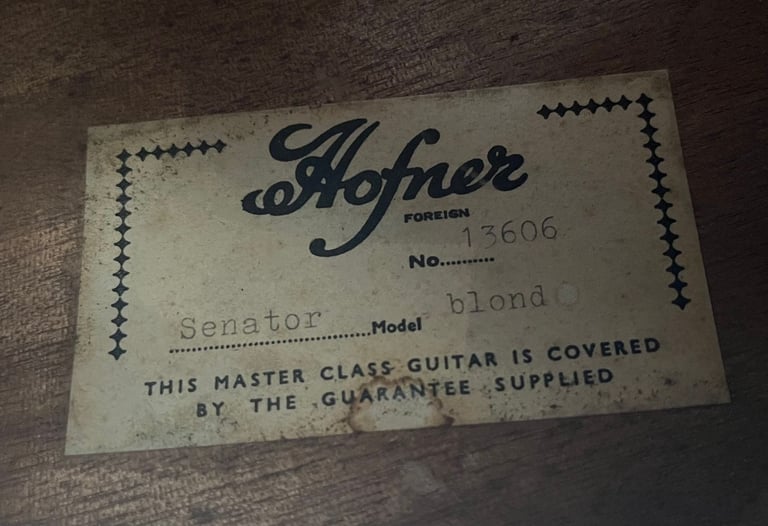 Hofner
FOREIGN
No.......... 13606
Senator ....................Model blond
THIS MASTER CLASS GUITAR IS COVERED
BY THE GUARANTEE SUPPLIED